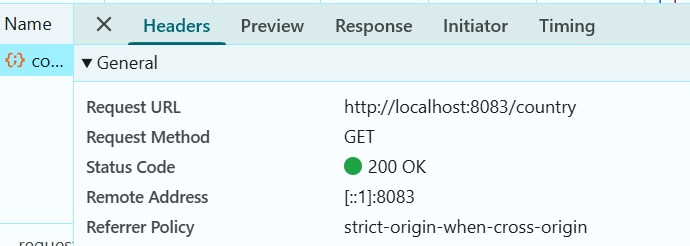 Name
Headers Preview Response Initiator Timing
co...
General
Request URL http://localhost:8083/country
Request Method GET
Status Code 200 OK
Remote Address [::1]:8083
Referrer Policy strict-origin-when-cross-origin